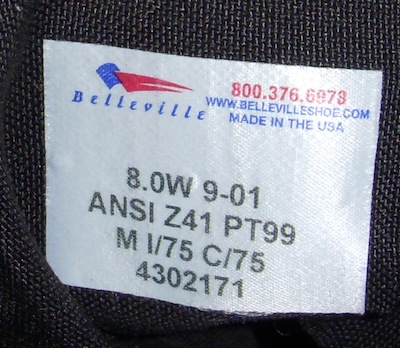 Belleville
800.376.6978
WWW.BELLEVILLESHOE.COM
MADE IN THE USA
8.0W 9-01
ANSI Z41 PT99
M I/75 C/75
4302171